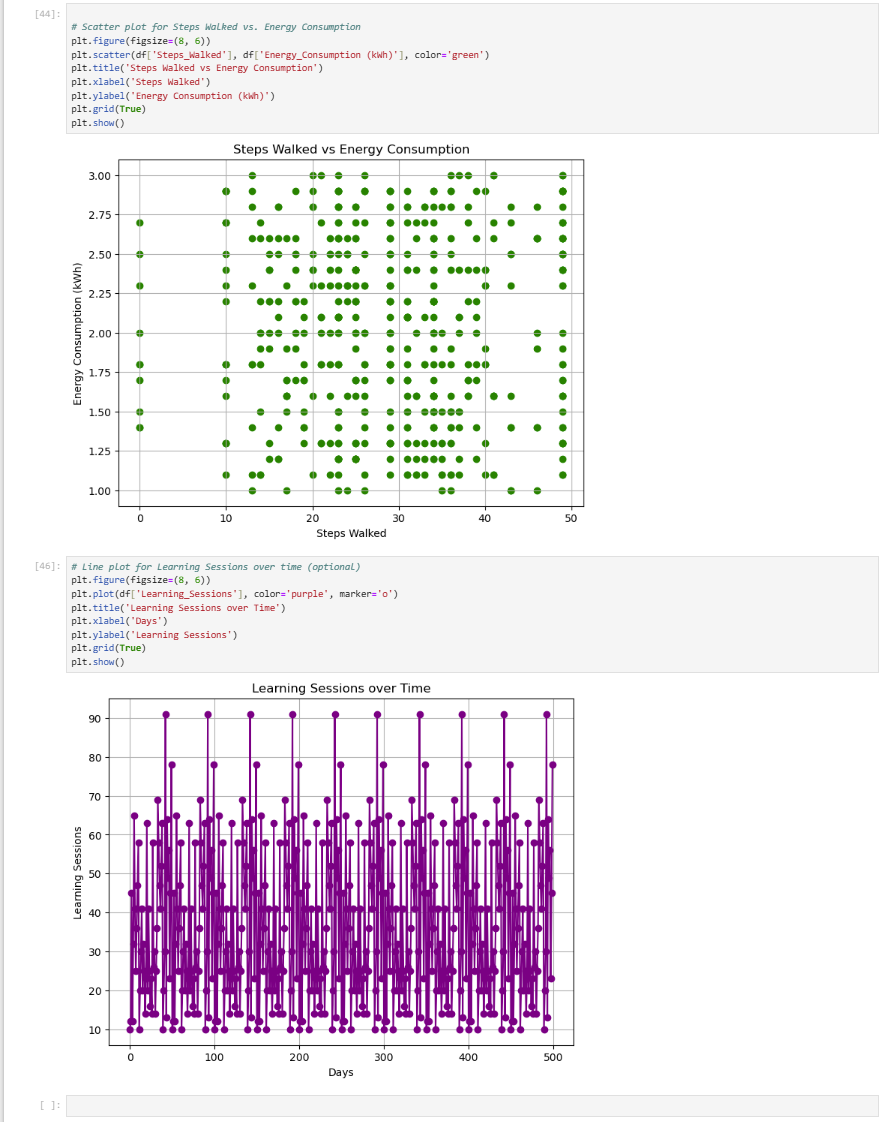 [44]:
# Scatter plot for Steps Walked vs. Energy Consumption
plt.figure(figsize=(8, 6))
plt.scatter(df['Steps_Walked'], df['Energy_Consumption (kWh)'], color='green')
plt.title('Steps Walked vs Energy Consumption')
plt.xlabel('Steps Walked')
plt.ylabel('Energy Consumption (kWh)')
plt.grid(True)
plt.show()
Steps Walked vs Energy Consumption
3.00
2.75
2.50
2.25
2.00
1.75
1.50
1.25
1.00
Energy Consumption (kWh)
0 10 20 30 40 50
Steps Walked
[46]:
# Line plot for Learning Sessions over time (optional)
plt.figure(figsize=(8, 6))
plt.plot(df['Learning_Sessions'], color='purple', marker='o')
plt.title('Learning Sessions over Time')
plt.xlabel('Days')
plt.ylabel('Learning Sessions')
plt.grid(True)
plt.show()
Learning Sessions over Time
90
80
70
60
50
40
30
20
10
Learning Sessions
0 100 200 300 400 500
Days
[ ]: